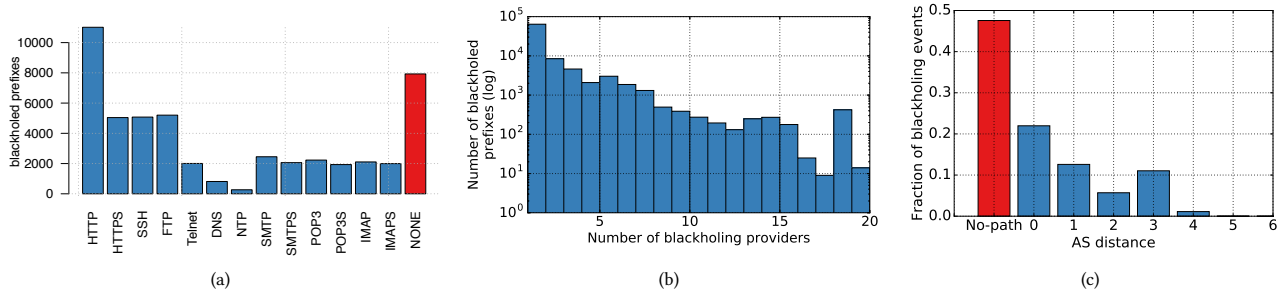 blackholed prefixes
10000
8000
6000
4000
2000
0
HTTP
HTTPS
SSH
FTP
Telnet
DNS
NTP
SMTP
SMTPS
POP3
POP3S
IMAP
IMAPS
NONE
(a)
Number of blackholed
prefixes (log)
10^5
10^4
10^3
10^2
10^1
10^0
5 10 15 20
Number of blackholing providers
(b)
Fraction of blackholing events
0.5
0.4
0.3
0.2
0.1
0.0
No-path 0 1 2 3 4 5 6
AS distance
(c)